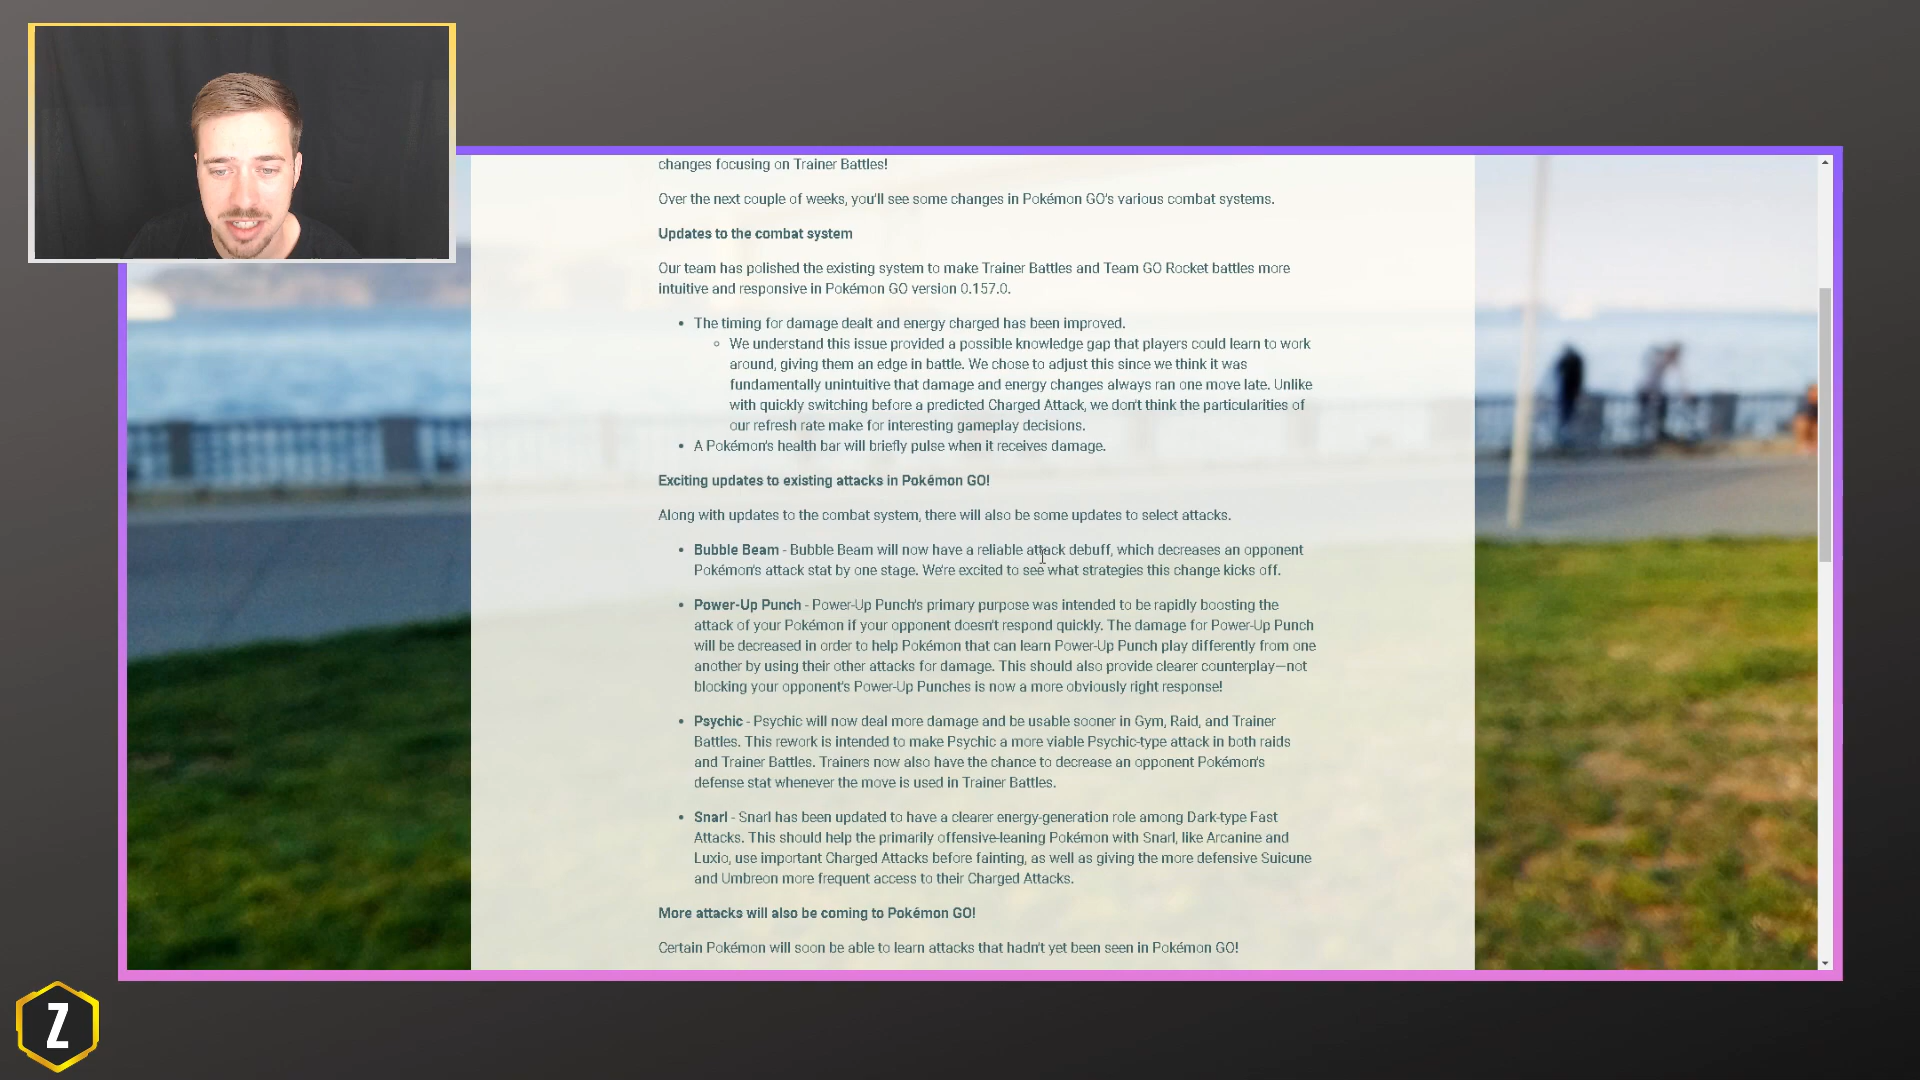 changes focusing on Trainer Battles!
Over the next couple of weeks, you'll see some changes in Pokémon GO's various combat systems.
Updates to the combat system
Our team has polished the existing system to make Trainer Battles and Team GO Rocket battles more
intuitive and responsive in Pokémon GO version 0.157.0.
• The timing for damage dealt and energy charged has been improved.
◦ We understand this issue provided a possible knowledge gap that players could learn to work
around, giving them an edge in battle. We chose to adjust this since we think it was
fundamentally unintuitive that damage and energy changes always ran one move late. Unlike
with quickly switching before a predicted Charged Attack, we don't think the particularities of
our refresh rate make for interesting gameplay decisions.
• A Pokémon's health bar will briefly pulse when it receives damage.
Exciting updates to existing attacks in Pokémon GO!
Along with updates to the combat system, there will also be some updates to select attacks.
• Bubble Beam - Bubble Beam will now have a reliable attack debuff, which decreases an opponent
Pokémon's attack stat by one stage. We're excited to see what strategies this change kicks off.
• Power-Up Punch - Power-Up Punch's primary purpose was intended to be rapidly boosting the
attack of your Pokémon if your opponent doesn't respond quickly. The damage for Power-Up Punch
will be decreased in order to help Pokémon that can learn Power-Up Punch play differently from one
another by using their other attacks for damage. This should also provide clearer counterplay—not
blocking your opponent's Power-Up Punches is now a more obviously right response!
• Psychic - Psychic will now deal more damage and be usable sooner in Gym, Raid, and Trainer
Battles. This rework is intended to make Psychic a more viable Psychic-type attack in both raids
and Trainer Battles. Trainers now also have the chance to decrease an opponent Pokémon's
defense stat whenever the move is used in Trainer Battles.
• Snarl - Snarl has been updated to have a clearer energy-generation role among Dark-type Fast
Attacks. This should help the primarily offensive-leaning Pokémon with Snarl, like Arcanine and
Luxio, use important Charged Attacks before fainting, as well as giving the more defensive Suicune
and Umbreon more frequent access to their Charged Attacks.
More attacks will also be coming to Pokémon GO!
Certain Pokémon will soon be able to learn attacks that hadn't yet been seen in Pokémon GO!
Z